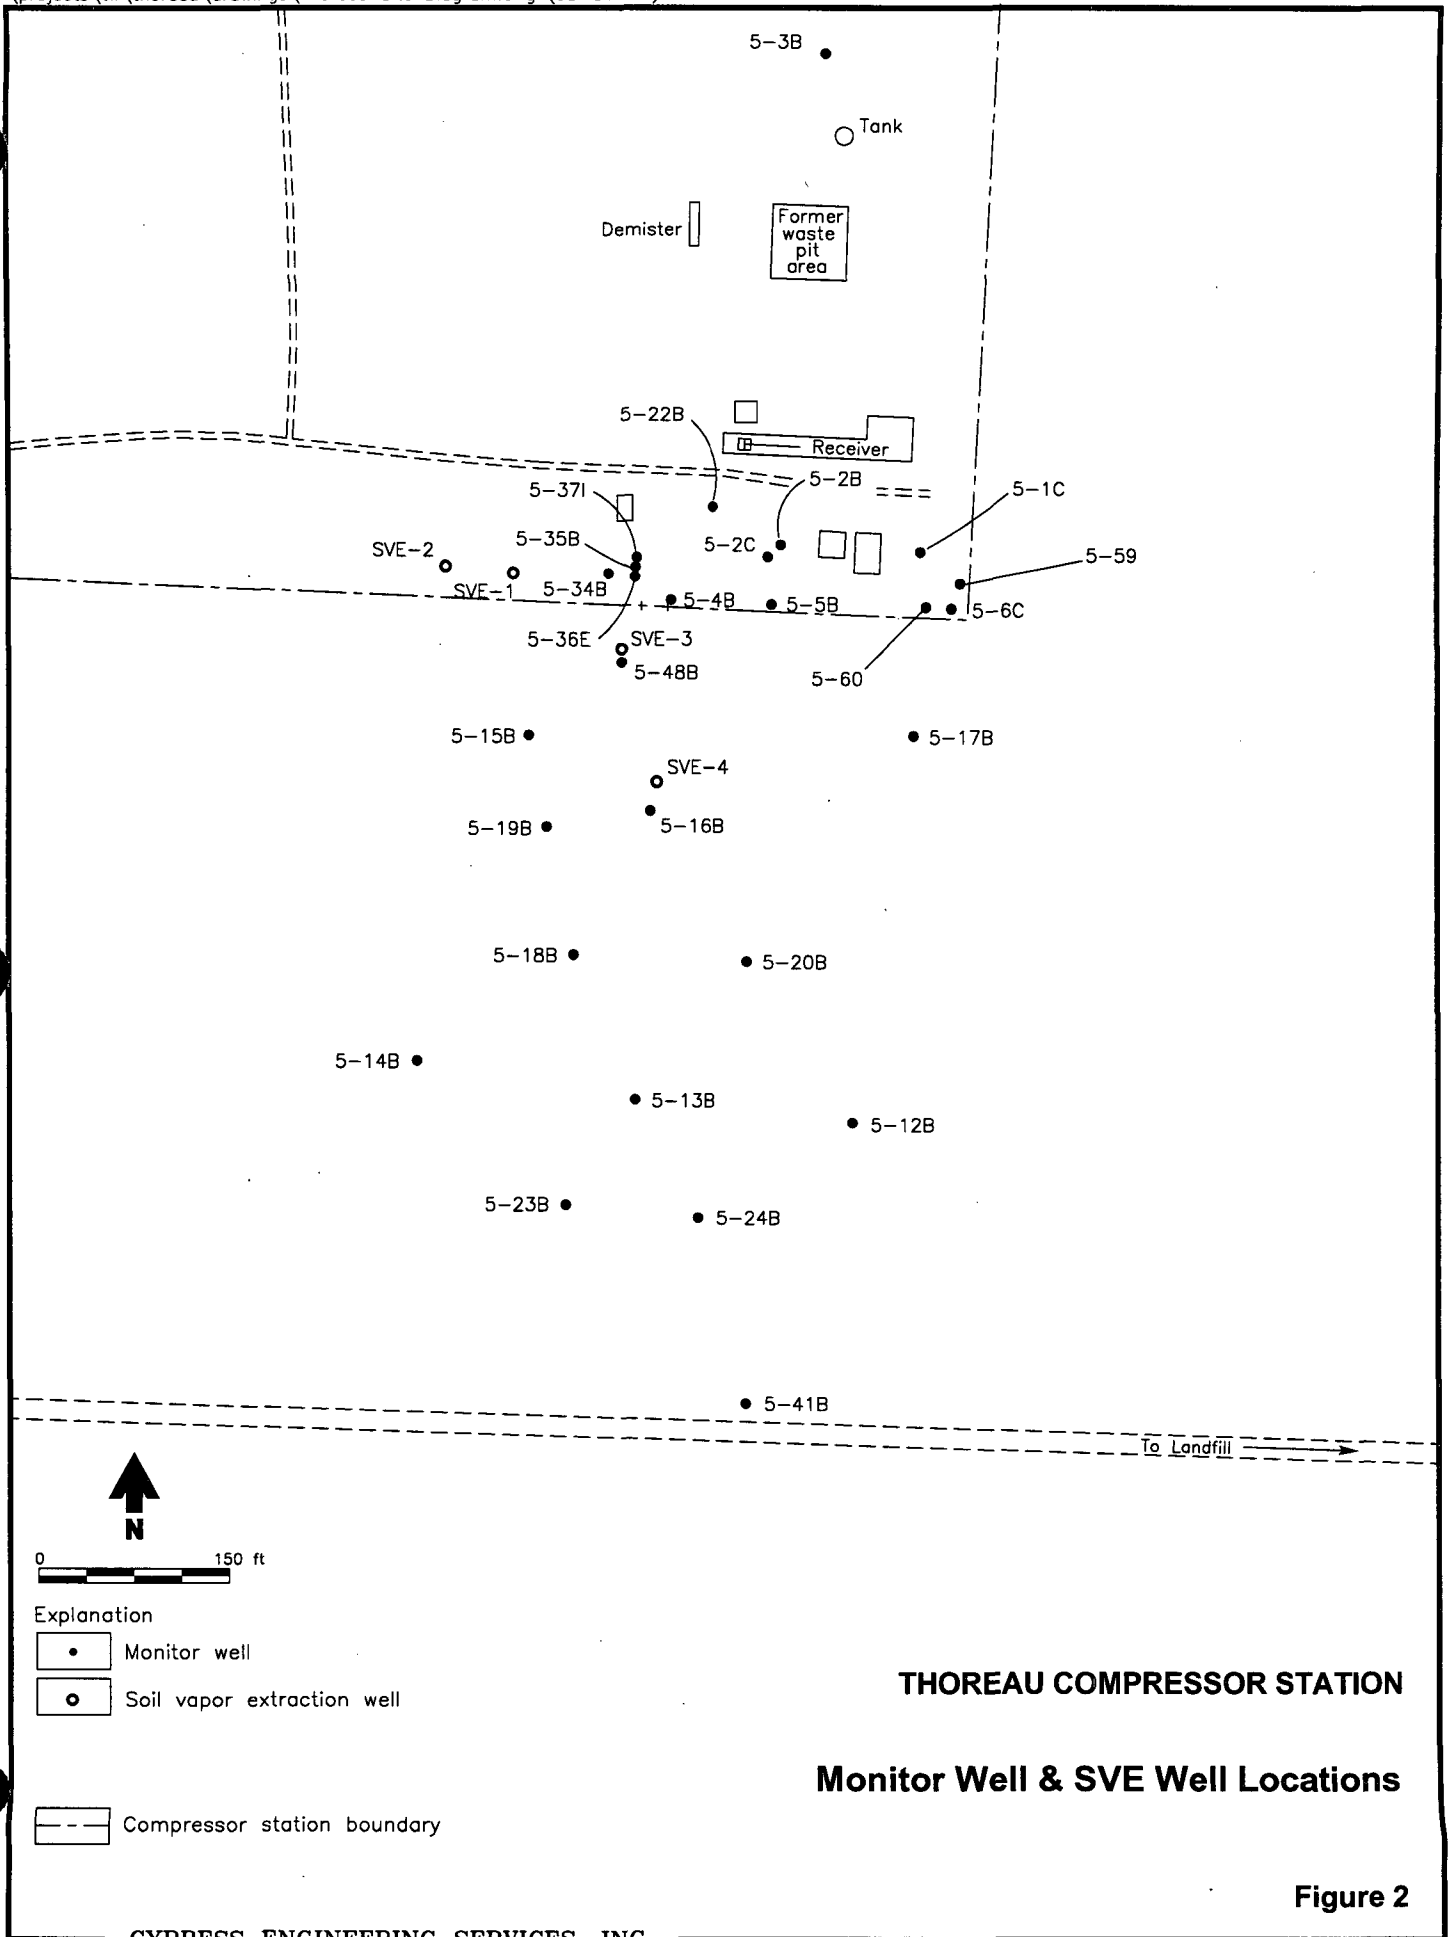 5-3B
Tank
Demister
Former
waste
pit
area
5-22B
Receiver
5-2B
5-37I
5-1C
5-35B
5-2C
SVE-2
5-59
SVE-1
5-34B
5-4B
5-5B
5-6C
5-36E
SVE-3
5-48B
5-60
5-15B
5-17B
SVE-4
5-19B
5-16B
5-18B
5-20B
5-14B
5-13B
5-12B
5-23B
5-24B
5-41B
To Landfill
N
0 150 ft
Explanation
Monitor well
Soil vapor extraction well
THOREAU COMPRESSOR STATION
Monitor Well & SVE Well Locations
Compressor station boundary
Figure 2
CYPRESS ENGINEERING SERVICES, INC.